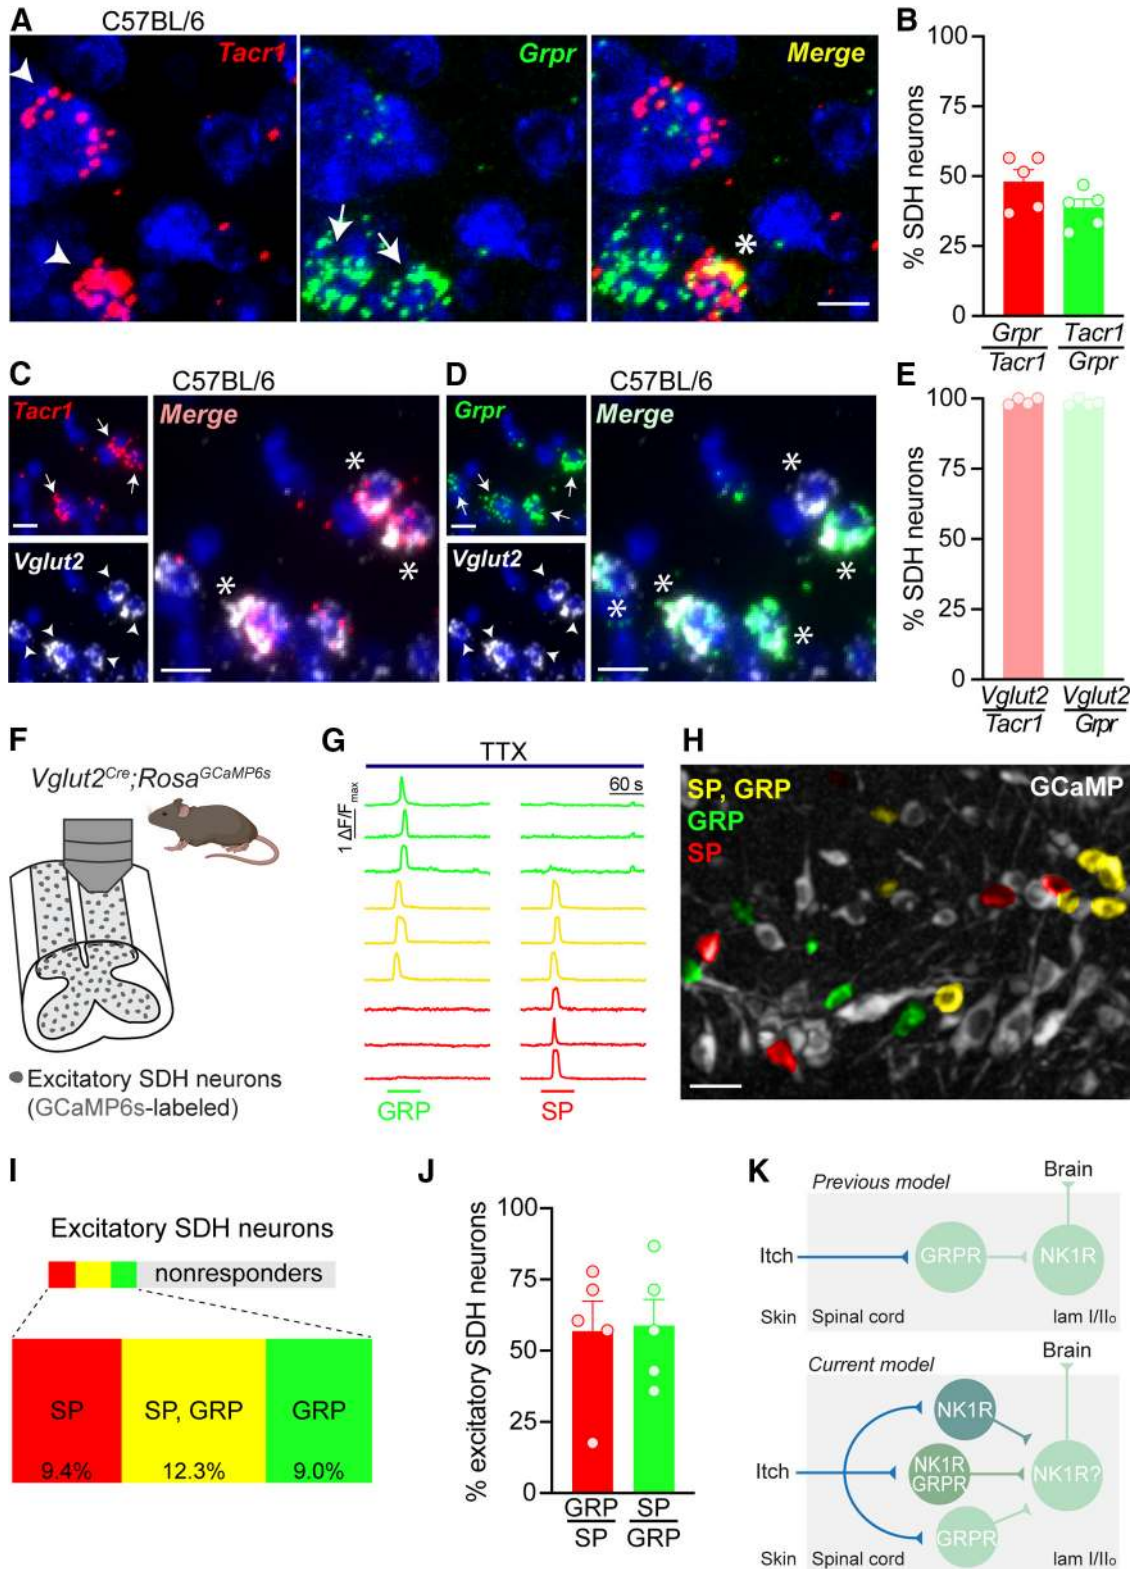 A
C57BL/6
Tacr1
Grpr
Merge
*
B
% SDH neurons
100
75
50
25
0
Grpr
Tacr1
Tacr1
Grpr
C
C57BL/6
Tacr1
Vglut2
Merge
*
*
*
D
C57BL/6
Grpr
Vglut2
Merge
*
*
*
*
*
E
% SDH neurons
100
75
50
25
0
Vglut2
Tacr1
Vglut2
Grpr
F
Vglut2Cre;RosaGCaMP6s
Excitatory SDH neurons
(GCaMP6s-labeled)
G
TTX
60 s
1 ΔF/Fmax
GRP
SP
H
SP, GRP
GRP
SP
GCaMP
I
Excitatory SDH neurons
nonresponders
SP
SP, GRP
GRP
9.4%
12.3%
9.0%
J
% excitatory SDH neurons
100
75
50
25
0
GRP
SP
SP
GRP
K
Previous model
Brain
Itch
GRPR
NK1R
Skin
Spinal cord
lam I/IIo
Current model
Brain
NK1R
Itch
NK1R
GRPR
NK1R?
GRPR
Skin
Spinal cord
lam I/IIo